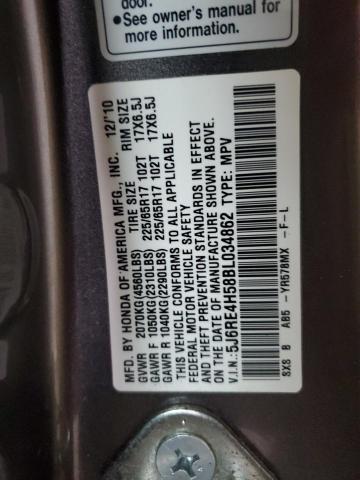 door.
•See owner's manual for
more information.
MFD. BY HONDA OF AMERICA MFG., INC. 12/'10
TIRE SIZE RIM SIZE
GVWR 2070KG(4560LBS)
GAWR F 1050KG(2310LBS) 225/65R17 102T 17X6.5J
GAWR R 1040KG(2290LBS) 225/65R17 102T 17X6.5J
THIS VEHICLE CONFORMS TO ALL APPLICABLE
FEDERAL MOTOR VEHICLE SAFETY
AND THEFT PREVENTION STANDARDS IN EFFECT
ON THE DATE OF MANUFACTURE SHOWN ABOVE.
V.I.N.:5J6RE4H58BL034862 TYPE: MPV
SXS B AB5 -YR578MX -F-L